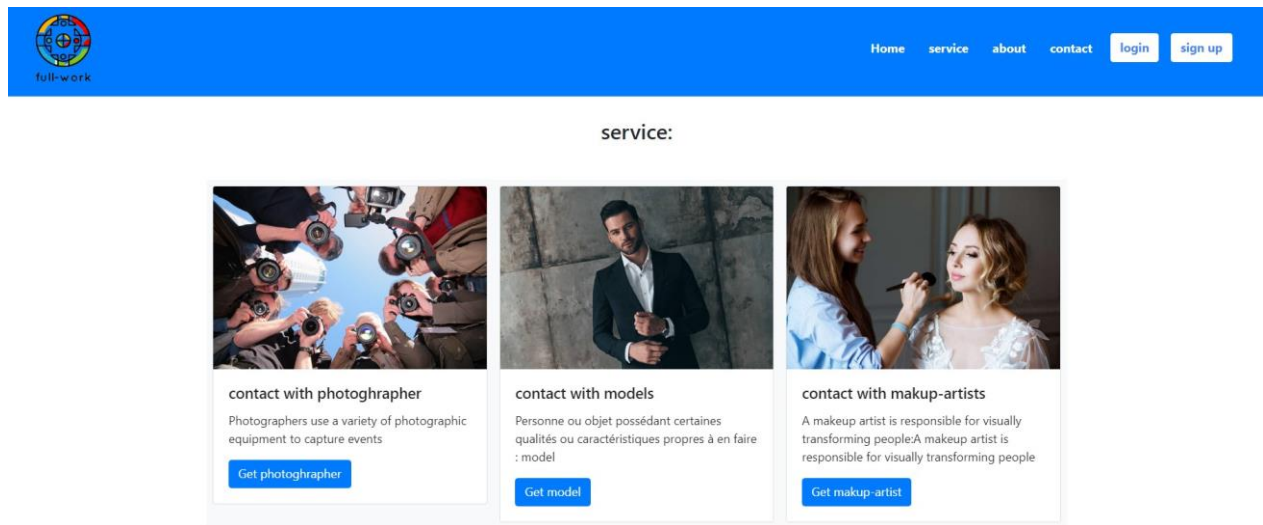 full-work
Home service about contact login sign up
service:
contact with photoghrapher
Photographers use a variety of photographic
equipment to capture events
Get photoghrapher
contact with models
Personne ou objet possédant certaines
qualités ou caractéristiques propres à en faire
: model
Get model
contact with makup-artists
A makeup artist is responsible for visually
transforming people:A makeup artist is
responsible for visually transforming people
Get makup-artist